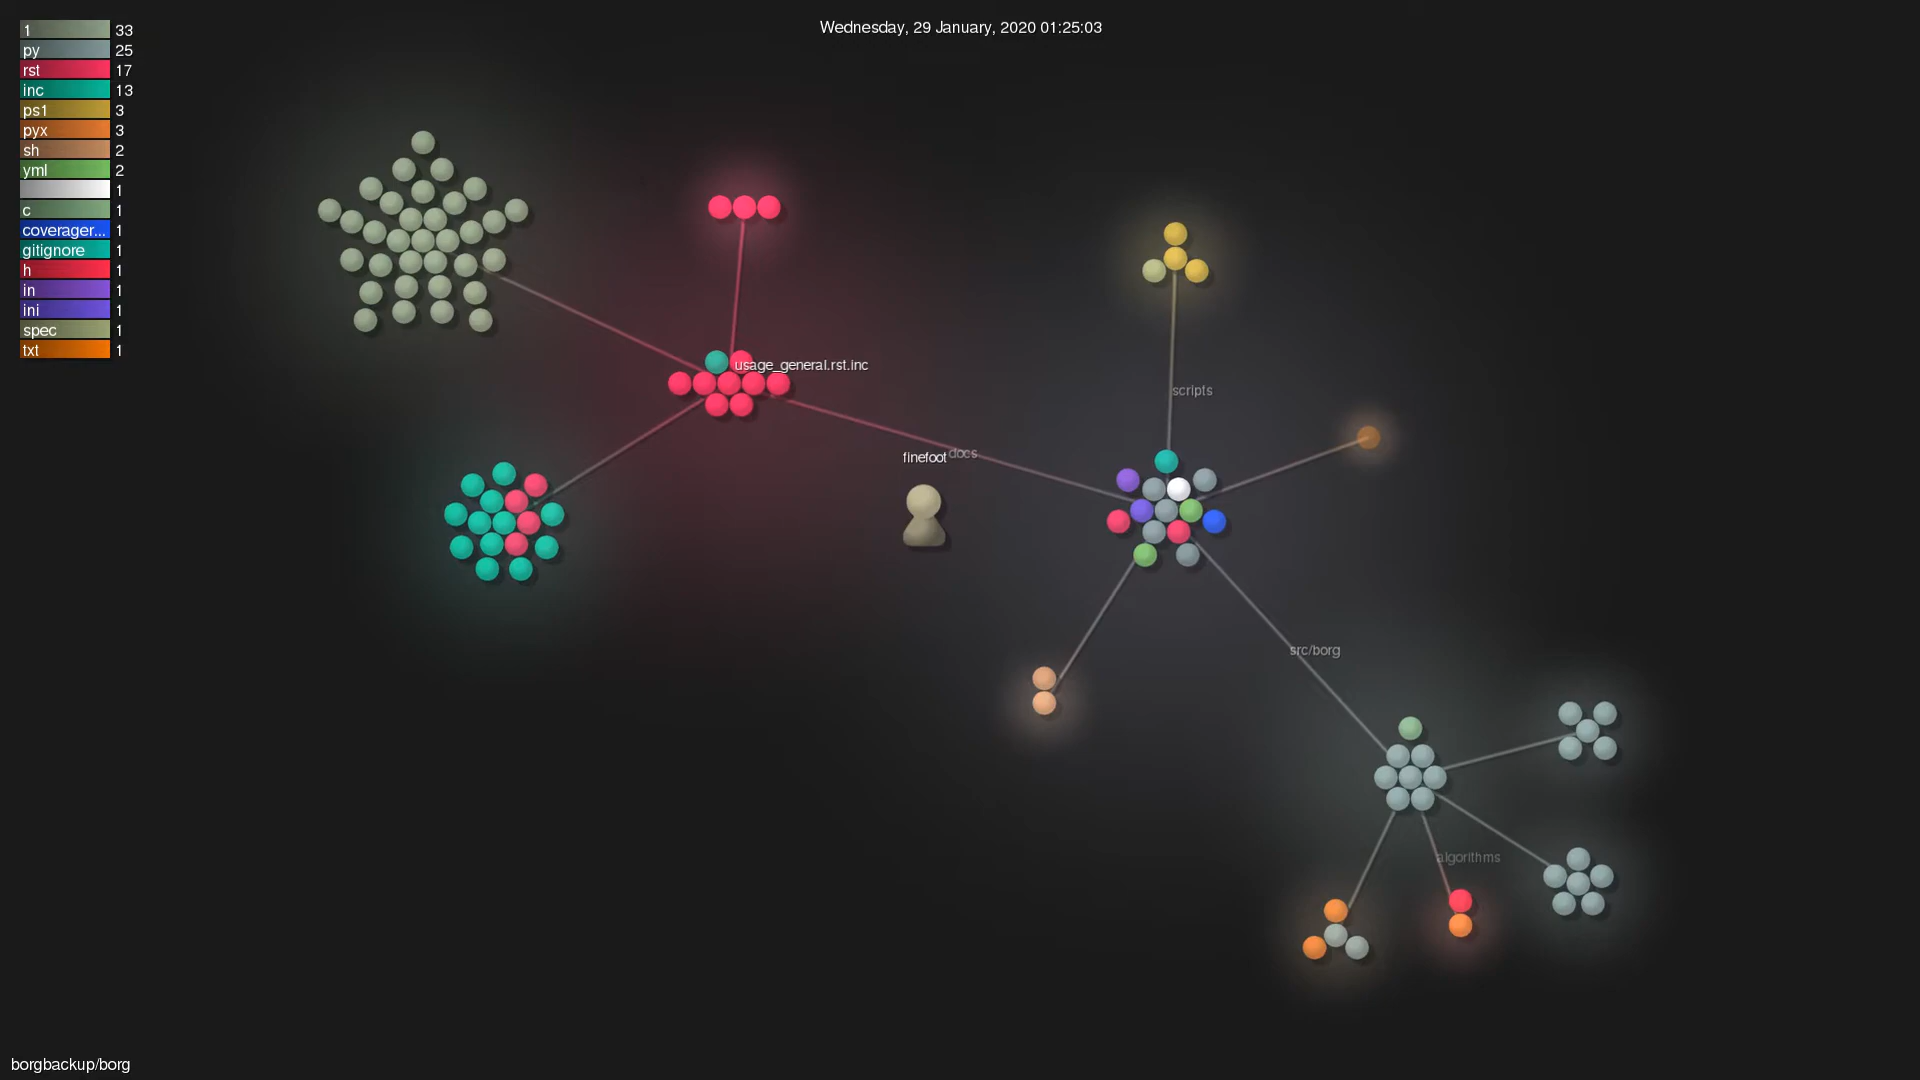 Wednesday, 29 January, 2020 01:25:03
1 33
py 25
rst 17
inc 13
ps1 3
pyx 3
sh 2
yml 2
1
c 1
coverager... 1
gitignore 1
h 1
in 1
ini 1
spec 1
txt 1
usage_general.rst.inc
scripts
finefoot
docs
src/borg
algorithms
borgbackup/borg